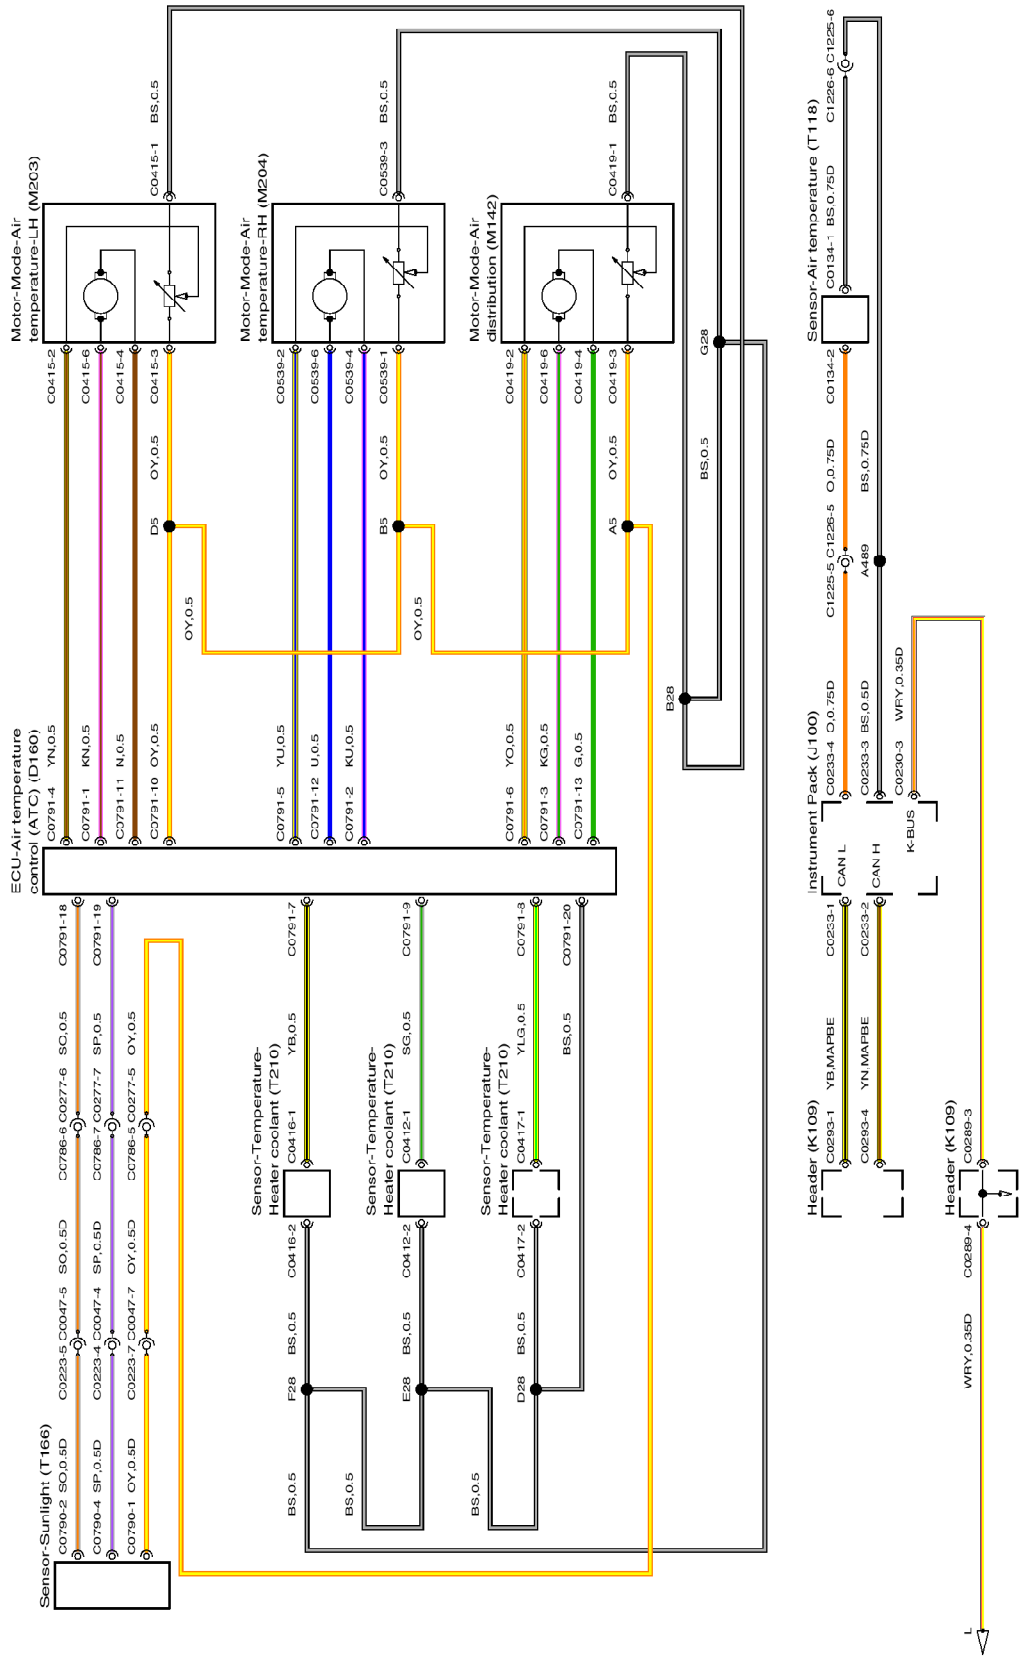 Sensor-Sunlight (T166)
C0790-2 SO,0.5D
C0223-5 C0047-5 SO,0.5D
C0786-6 C0277-6 SO,0.5
C0791-18
C0790-4 SP,0.5D
C0223-4 C0047-4 SP,0.5D
C0786-7 C0277-7 SP,0.5
C0791-19
C0790-1 OY,0.5D
C0223-7 C0047-7 OY,0.5D
C0786-5 C0277-5 OY,0.5
ECU-Air temperature
control (ATC) (D160)
C0791-4 YN,0.5
C0415-2
C0791-1 KN,0.5
C0415-6
C0791-11 N,0.5
C0415-4
C0791-10 OY,0.5
D5
OY,0.5
C0415-3
OY,0.5
Motor-Mode-Air
temperature-LH (M203)
C0415-1 BS,0.5
Sensor-Temperature-
Heater coolant (T210)
BS,0.5
F28
BS,0.5
C0416-2
C0416-1
YB,0.5
C0791-7
C0791-5 YU,0.5
C0539-2
C0791-12 U,0.5
C0539-6
C0791-2 KU,0.5
C0539-4
B5
OY,0.5
C0539-1
OY,0.5
Motor-Mode-Air
temperature-RH (M204)
C0539-3 BS,0.5
Sensor-Temperature-
Heater coolant (T210)
BS,0.5
E28
BS,0.5
C0412-2
C0412-1
SG,0.5
C0791-9
Sensor-Temperature-
Heater coolant (T210)
BS,0.5
D28
BS,0.5
C0417-2
C0417-1
YLG,0.5
C0791-8
BS,0.5
C0791-20
C0791-6 YO,0.5
C0419-2
C0791-3 KG,0.5
C0419-6
C0791-13 G,0.5
C0419-4
A5
OY,0.5
C0419-3
Motor-Mode-Air
distribution (M142)
C0419-1 BS,0.5
B28
BS,0.5
G28
Header (K109)
C0293-1 YB,MAPBE
C0233-1
C0293-4 YN,MAPBE
C0233-2
Instrument Pack (J100)
CAN L
CAN H
K-BUS
C0233-4 O,0.75D
C1225-5 C1226-5 O,0.75D
C0134-2
Sensor-Air temperature (T118)
C0134-1 BS,0.75D
C1226-6 C1225-6
C0233-3 BS,0.5D
A489
BS,0.75D
C0230-3 WRY,0.35D
Header (K109)
L
WRY,0.35D
C0289-4
C0289-3